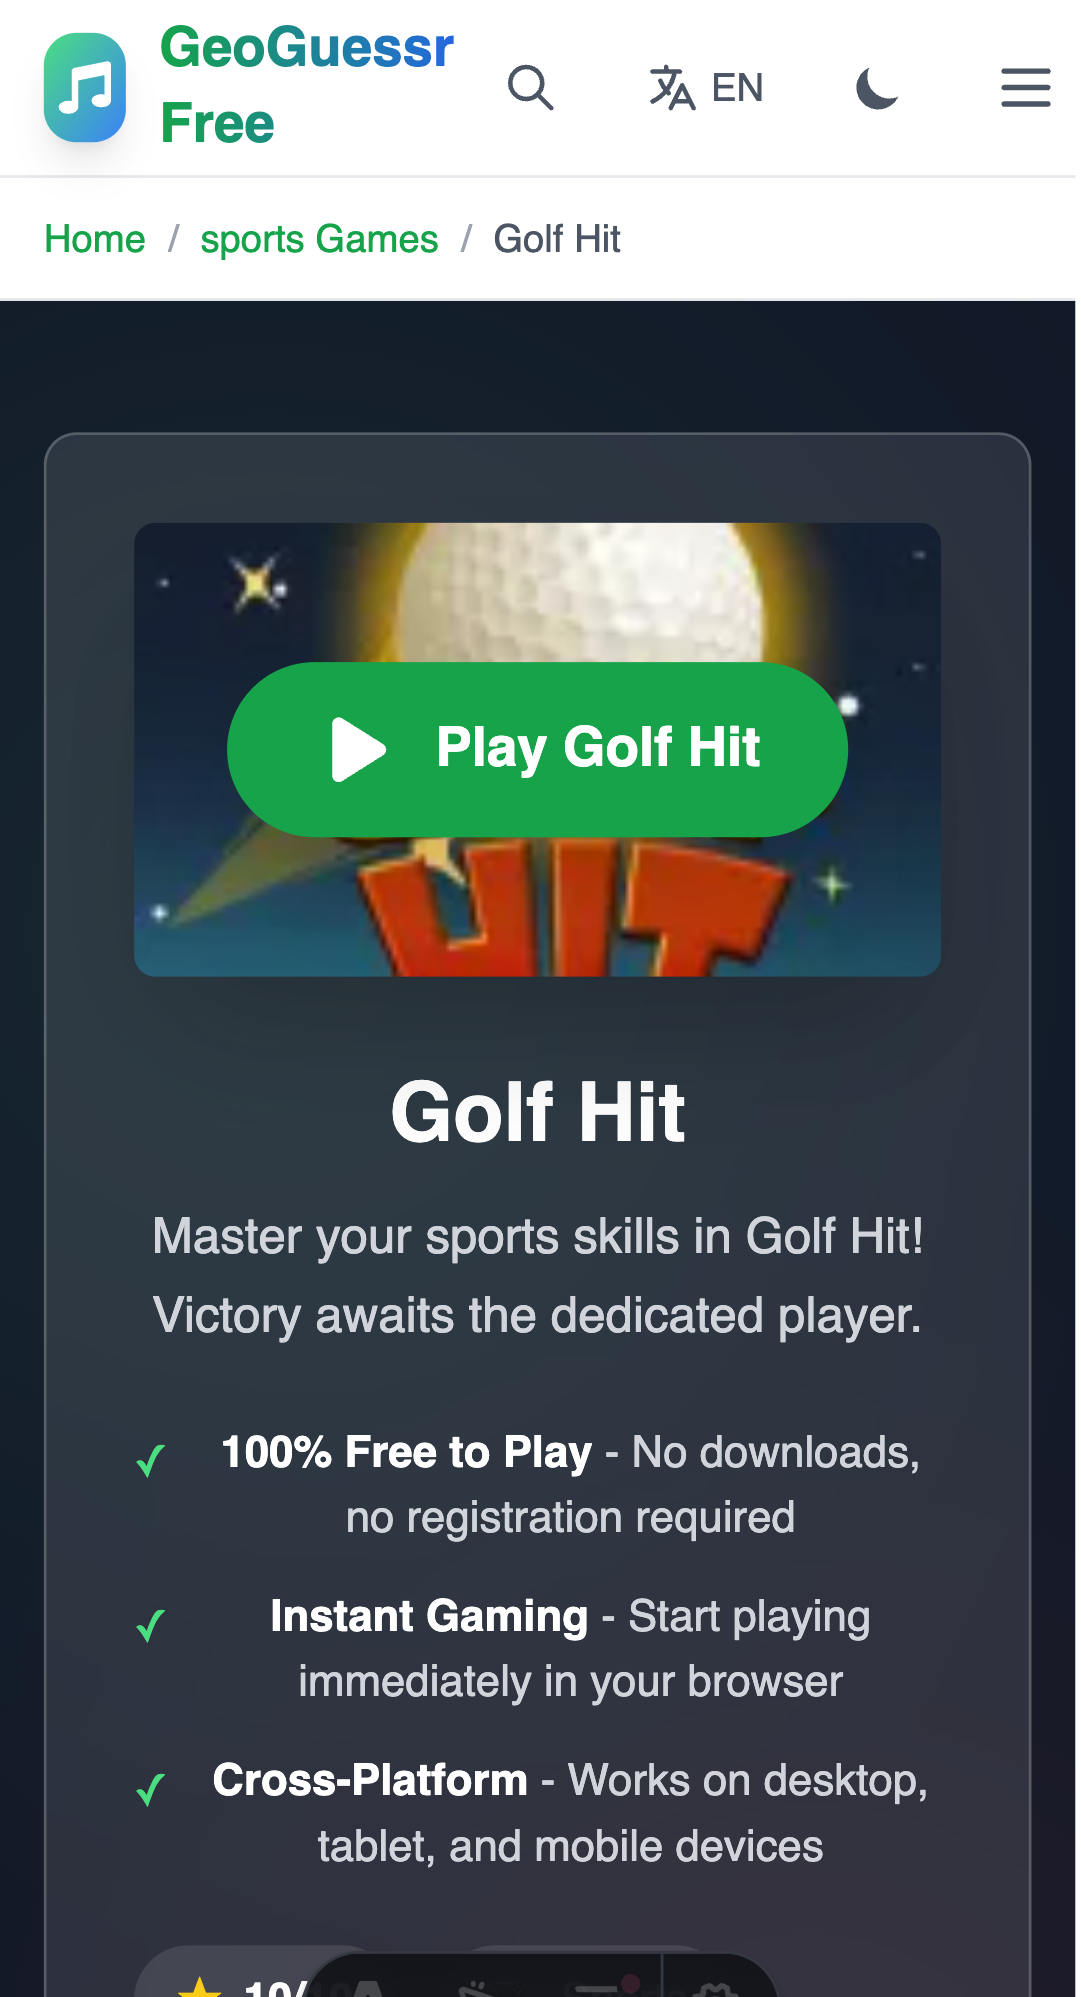 GeoGuessr
Free
EN
Home / sports Games / Golf Hit
Play Golf Hit
HIT
Golf Hit
Master your sports skills in Golf Hit!
Victory awaits the dedicated player.
✓ 100% Free to Play - No downloads,
no registration required
✓ Instant Gaming - Start playing
immediately in your browser
✓ Cross-Platform - Works on desktop,
tablet, and mobile devices